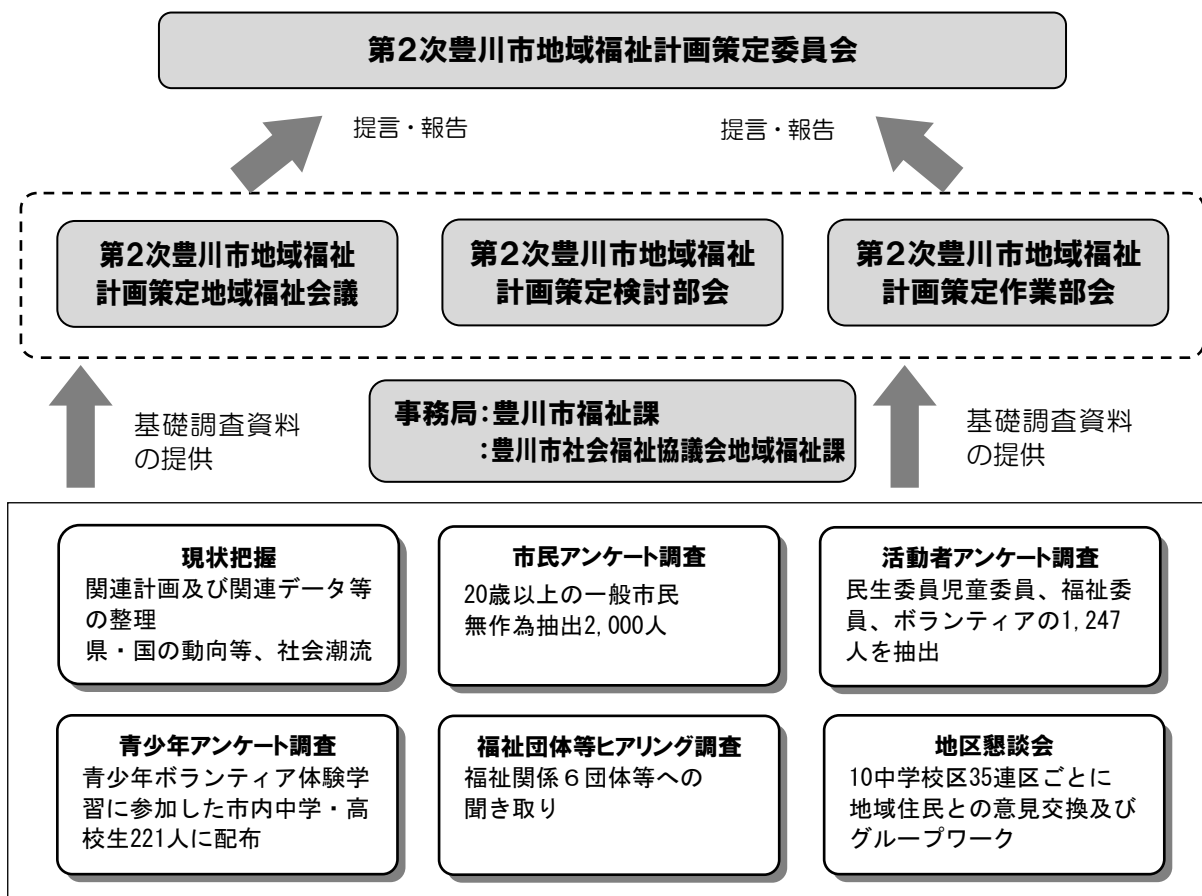 第2次豊川市地域福祉計画策定委員会
提言・報告
提言・報告
第2次豊川市地域福祉
計画策定地域福祉会議
第2次豊川市地域福祉
計画策定検討部会
第2次豊川市地域福祉
計画策定作業部会
基礎調査資料
の提供
事務局：豊川市福祉課
：豊川市社会福祉協議会地域福祉課
基礎調査資料
の提供
現状把握
関連計画及び関連データ等
の整理
県・国の動向等、社会潮流
市民アンケート調査
20歳以上の一般市民
無作為抽出2,000人
活動者アンケート調査
民生委員児童委員、福祉委
員、ボランティアの1,247
人を抽出
青少年アンケート調査
青少年ボランティア体験学
習に参加した市内中学・高
校生221人に配布
福祉団体等ヒアリング調査
福祉関係６団体等への
聞き取り
地区懇談会
10中学校区35連区ごとに
地域住民との意見交換及び
グループワーク